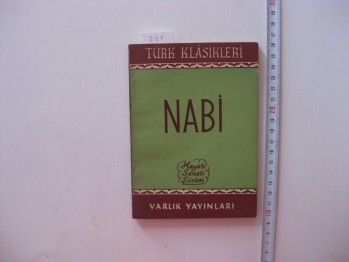 TÜRK KLASİKLERİ
NABİ
Hayatı
Sanatı
Şiirleri
VARLIK YAYINLARI